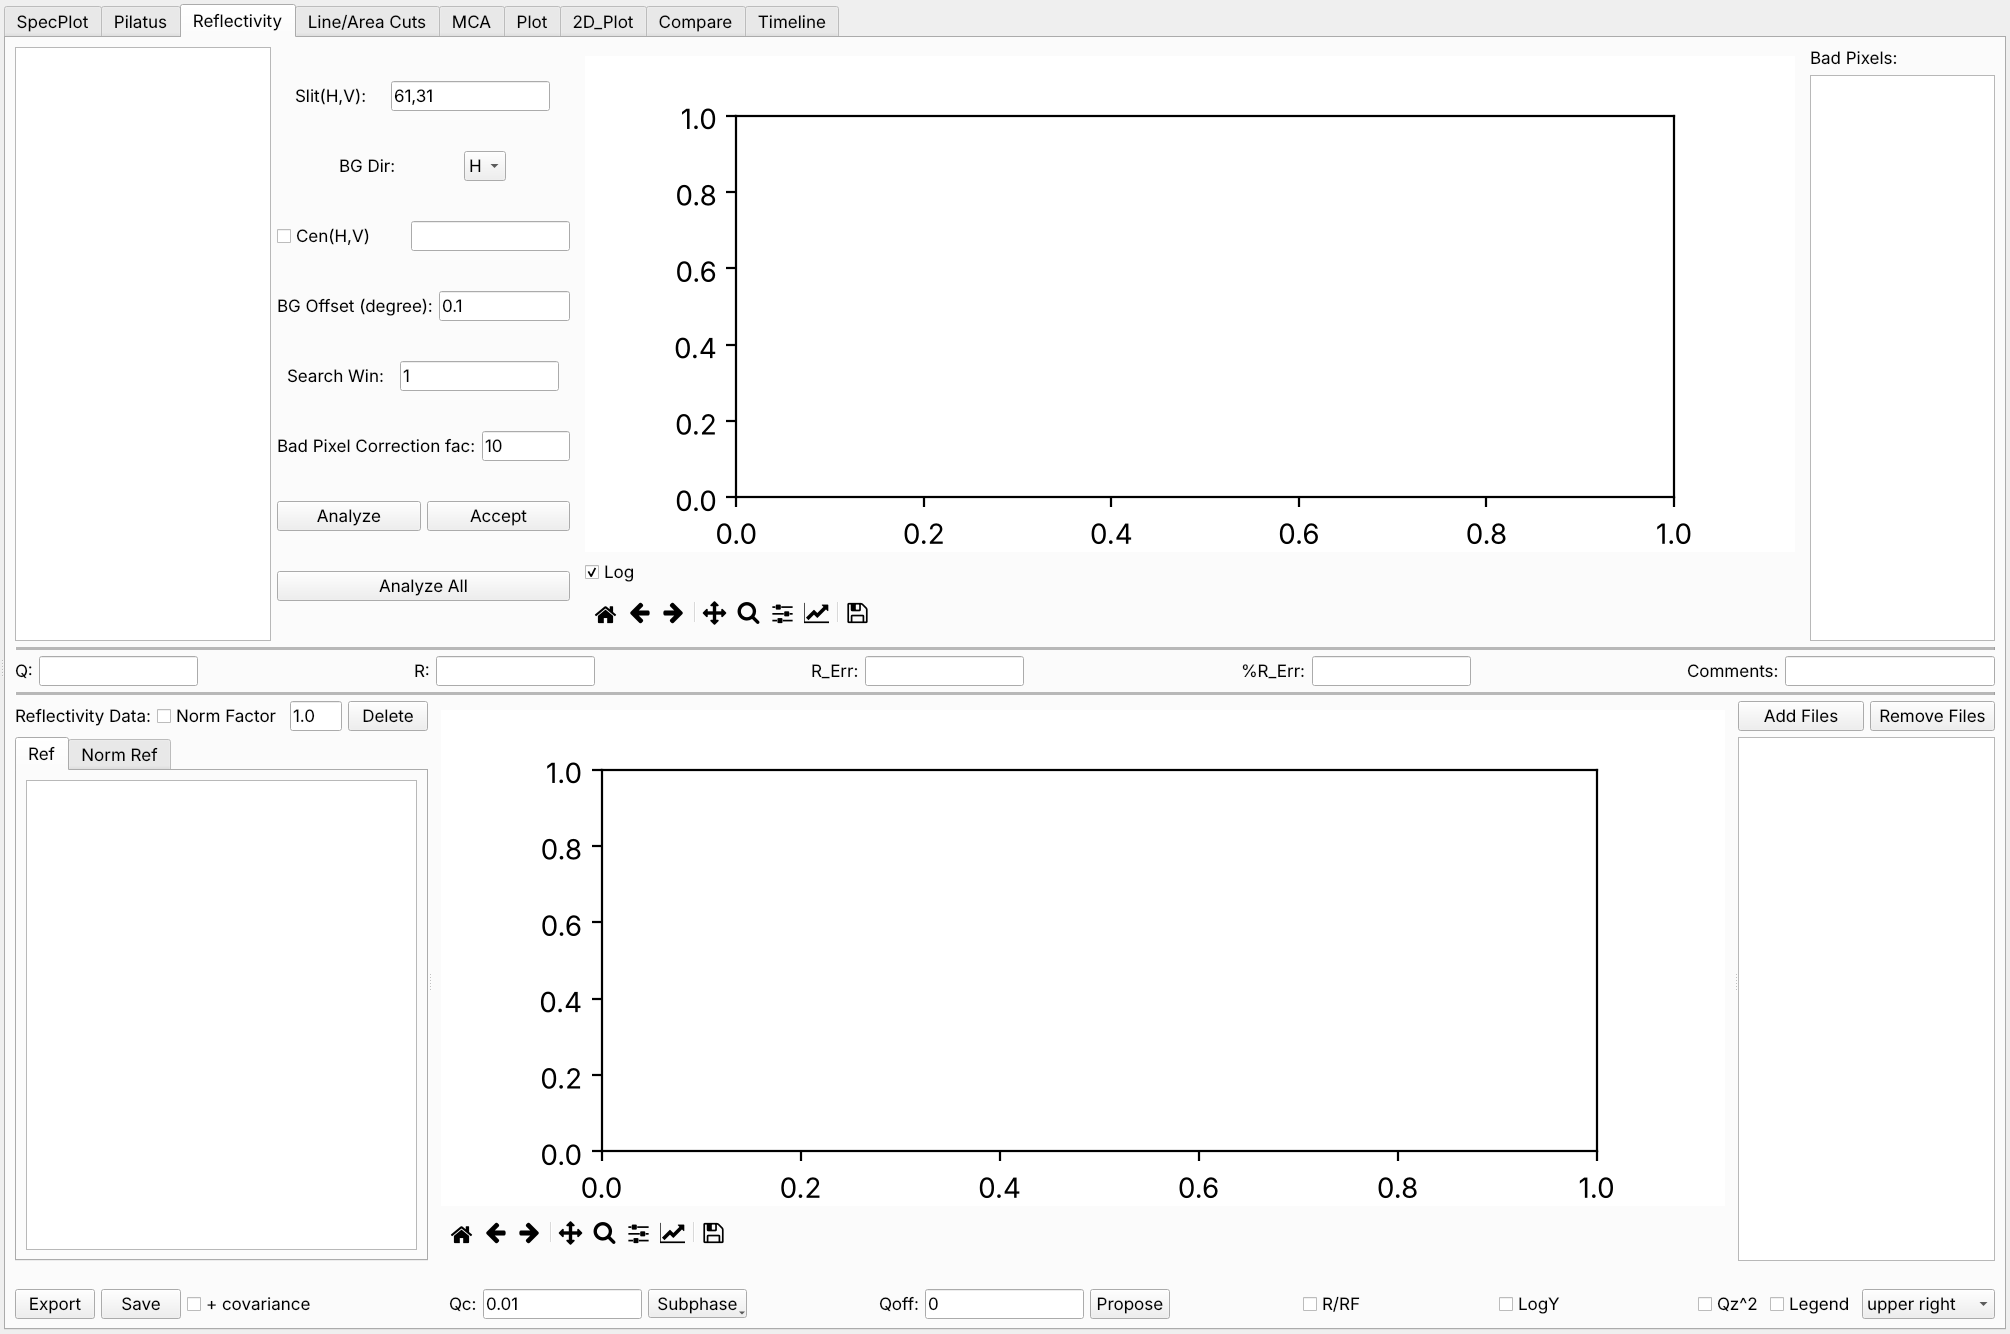 SpecPlot Pilatus Reflectivity Line/Area Cuts MCA Plot 2D_Plot Compare Timeline
Bad Pixels:
Slit(H,V): 61,31
BG Dir: H
Cen(H,V)
BG Offset (degree): 0.1
Search Win: 1
Bad Pixel Correction fac: 10
Analyze Accept
Analyze All
1.0
0.8
0.6
0.4
0.2
0.0
0.0 0.2 0.4 0.6 0.8 1.0
Log
Q: R: R_Err: %R_Err: Comments:
Reflectivity Data: Norm Factor 1.0 Delete
Add Files Remove Files
Ref Norm Ref
1.0
0.8
0.6
0.4
0.2
0.0
0.0 0.2 0.4 0.6 0.8 1.0
Export Save + covariance Qc: 0.01 Subphase Qoff: 0 Propose R/RF LogY Qz^2 Legend upper right